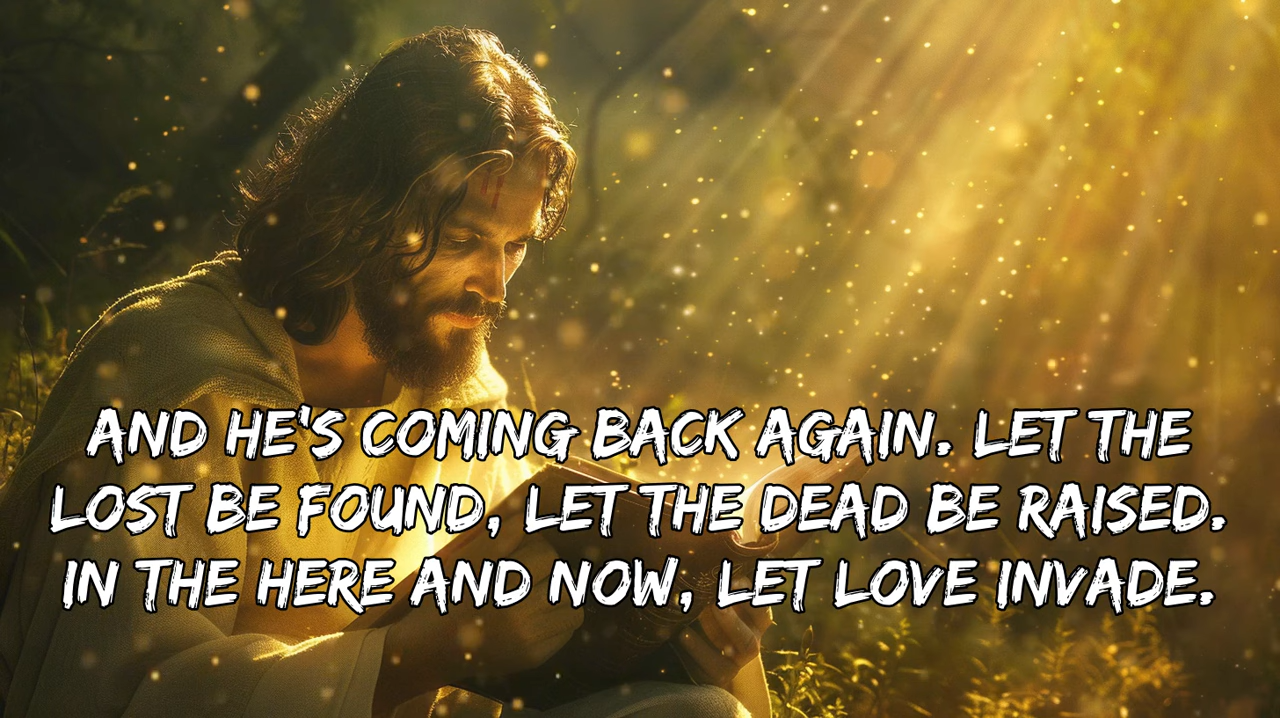 AND HE'S COMING BACK AGAIN. LET THE
LOST BE FOUND, LET THE DEAD BE RAISED.
IN THE HERE AND NOW, LET LOVE INVADE.